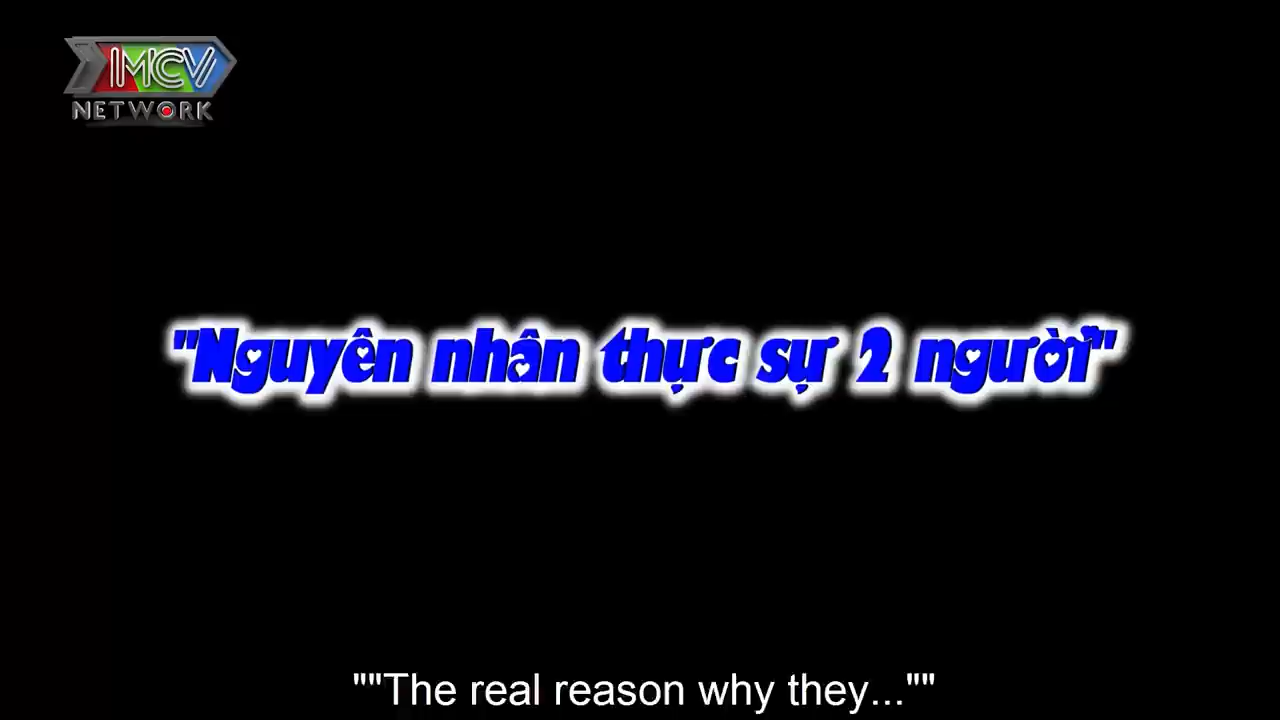 MCV
NETWORK
"Nguyên nhân thực sự 2 người"
""The real reason why they...""